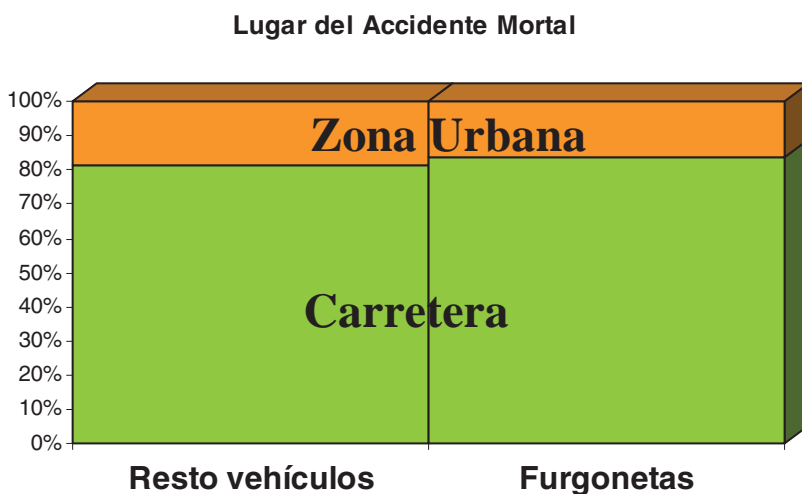 Lugar del Accidente Mortal
100%
90%
80%
70%
60%
50%
40%
30%
20%
10%
0%
Zona Urbana
Carretera
Resto vehículos
Furgonetas